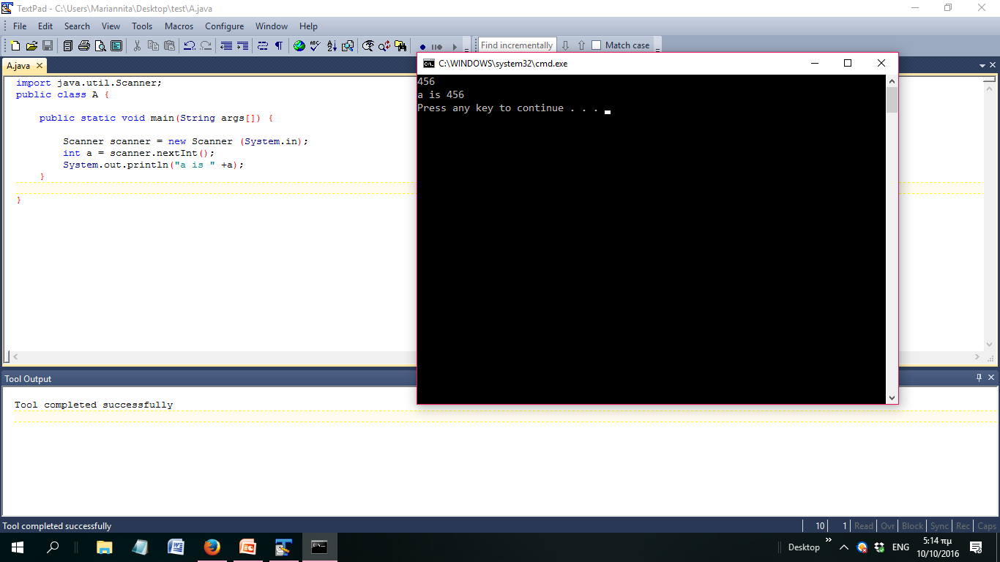 TextPad - C:\Users\Mariannita\Desktop\test\A.java
File Edit Search View Tools Macros Configure Window Help
Find incrementally Match case
A.java
import java.util.Scanner;
public class A {
public static void main(String args[]) {
Scanner scanner = new Scanner (System.in);
int a = scanner.nextInt();
System.out.println("a is " +a);
}
}
C:\WINDOWS\system32\cmd.exe
456
a is 456
Press any key to continue . . .
Tool Output
Tool completed successfully
Tool completed successfully
10 1 Read Ovr Block Sync Rec Caps
Desktop ENG 5:14 πμ
10/10/2016